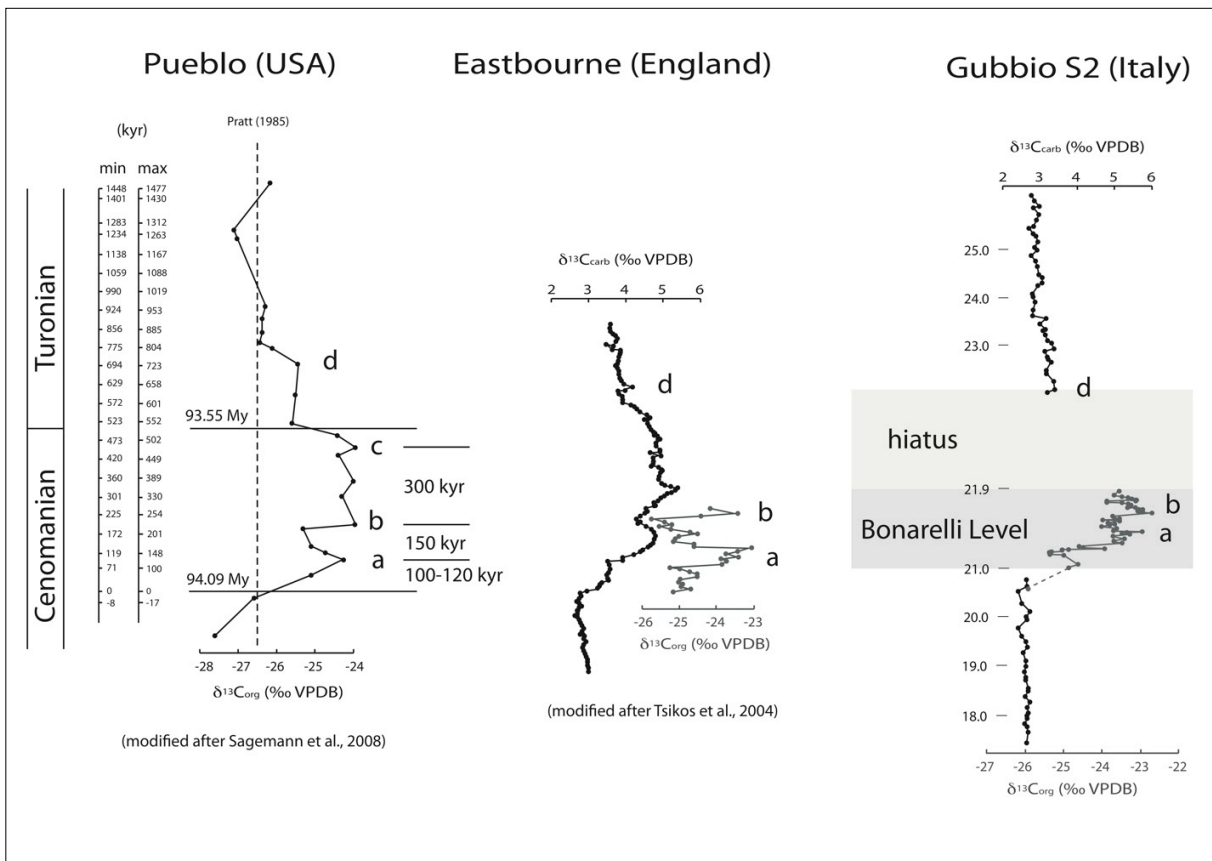 Pueblo (USA)
Eastbourne (England)
Gubbio S2 (Italy)
Pratt (1985)
(kyr)
min max
1448 1477
1401 1430
1283 1312
1234 1263
1138 1167
1059 1088
990 1019
924 953
856 885
775 804
694 723
629 658
572 601
523 552
473 502
420 449
360 389
301 330
225 254
172 201
119 148
71 100
0 0
-8 -17
Turonian
Cenomanian
93.55 My
94.09 My
d
c
b
a
300 kyr
150 kyr
100-120 kyr
-28 -27 -26 -25 -24
δ13Corg (‰ VPDB)
(modified after Sagemann et al., 2008)
δ13Ccarb (‰ VPDB)
2 3 4 5 6
d
b
a
-26 -25 -24 -23
δ13Corg (‰ VPDB)
(modified after Tsikos et al., 2004)
δ13Ccarb (‰ VPDB)
2 3 4 5 6
25.0
24.0
23.0
d
hiatus
21.9
b
Bonarelli Level
a
21.0
20.0
19.0
18.0
-27 -26 -25 -24 -23 -22
δ13Corg (‰ VPDB)